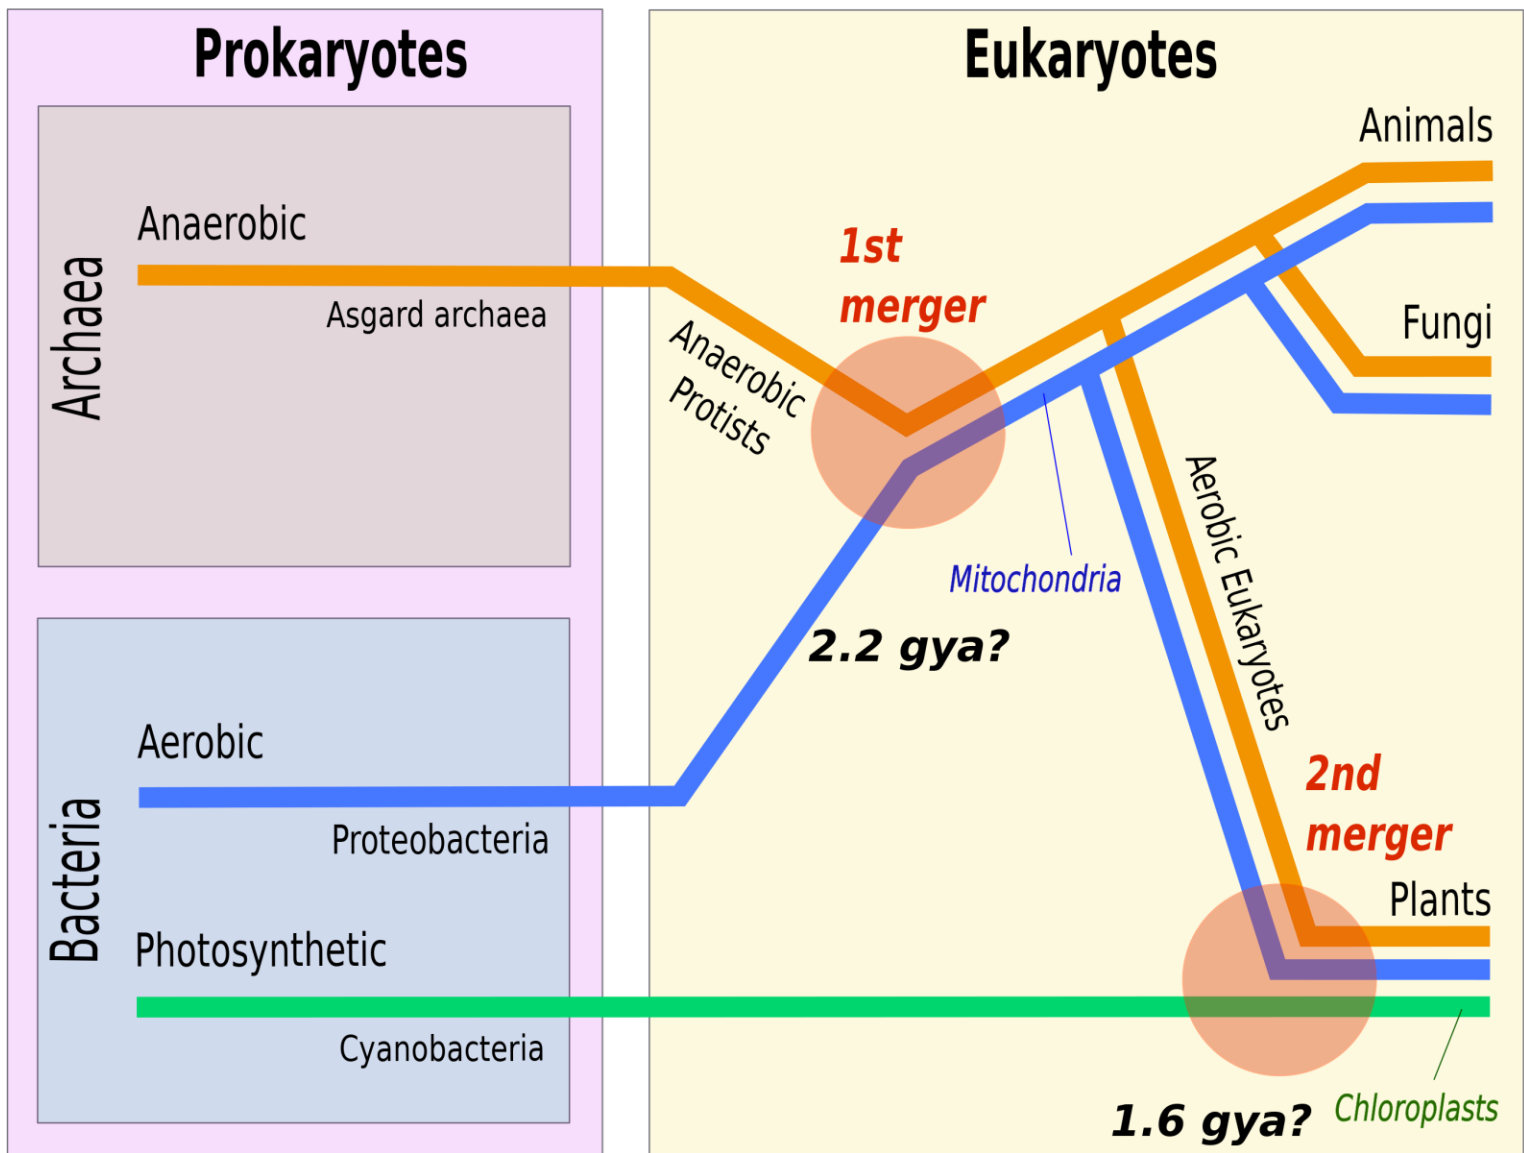 Prokaryotes
Archaea
Anaerobic
Asgard archaea
Bacteria
Aerobic
Proteobacteria
Photosynthetic
Cyanobacteria
Eukaryotes
Animals
1st
merger
Anaerobic
Protists
Fungi
Mitochondria
Aerobic Eukaryotes
2.2 gya?
2nd
merger
Plants
Chloroplasts
1.6 gya?